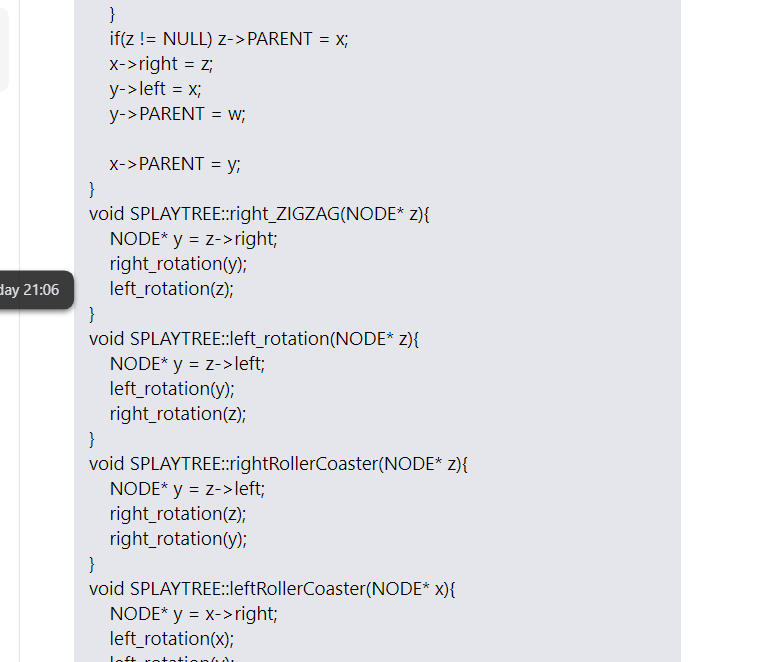 }
if(z != NULL) z->PARENT = x;
x->right = z;
y->left = x;
y->PARENT = w;
x->PARENT = y;
}
void SPLAYTREE::right_ZIGZAG(NODE* z){
NODE* y = z->right;
right_rotation(y);
day 21:06
left_rotation(z);
}
void SPLAYTREE::left_rotation(NODE* z){
NODE* y = z->left;
left_rotation(y);
right_rotation(z);
}
void SPLAYTREE::rightRollerCoaster(NODE* z){
NODE* y = z->left;
right_rotation(z);
right_rotation(y);
}
void SPLAYTREE::leftRollerCoaster(NODE* x){
NODE* y = x->right;
left_rotation(x);
left_rotation(y);